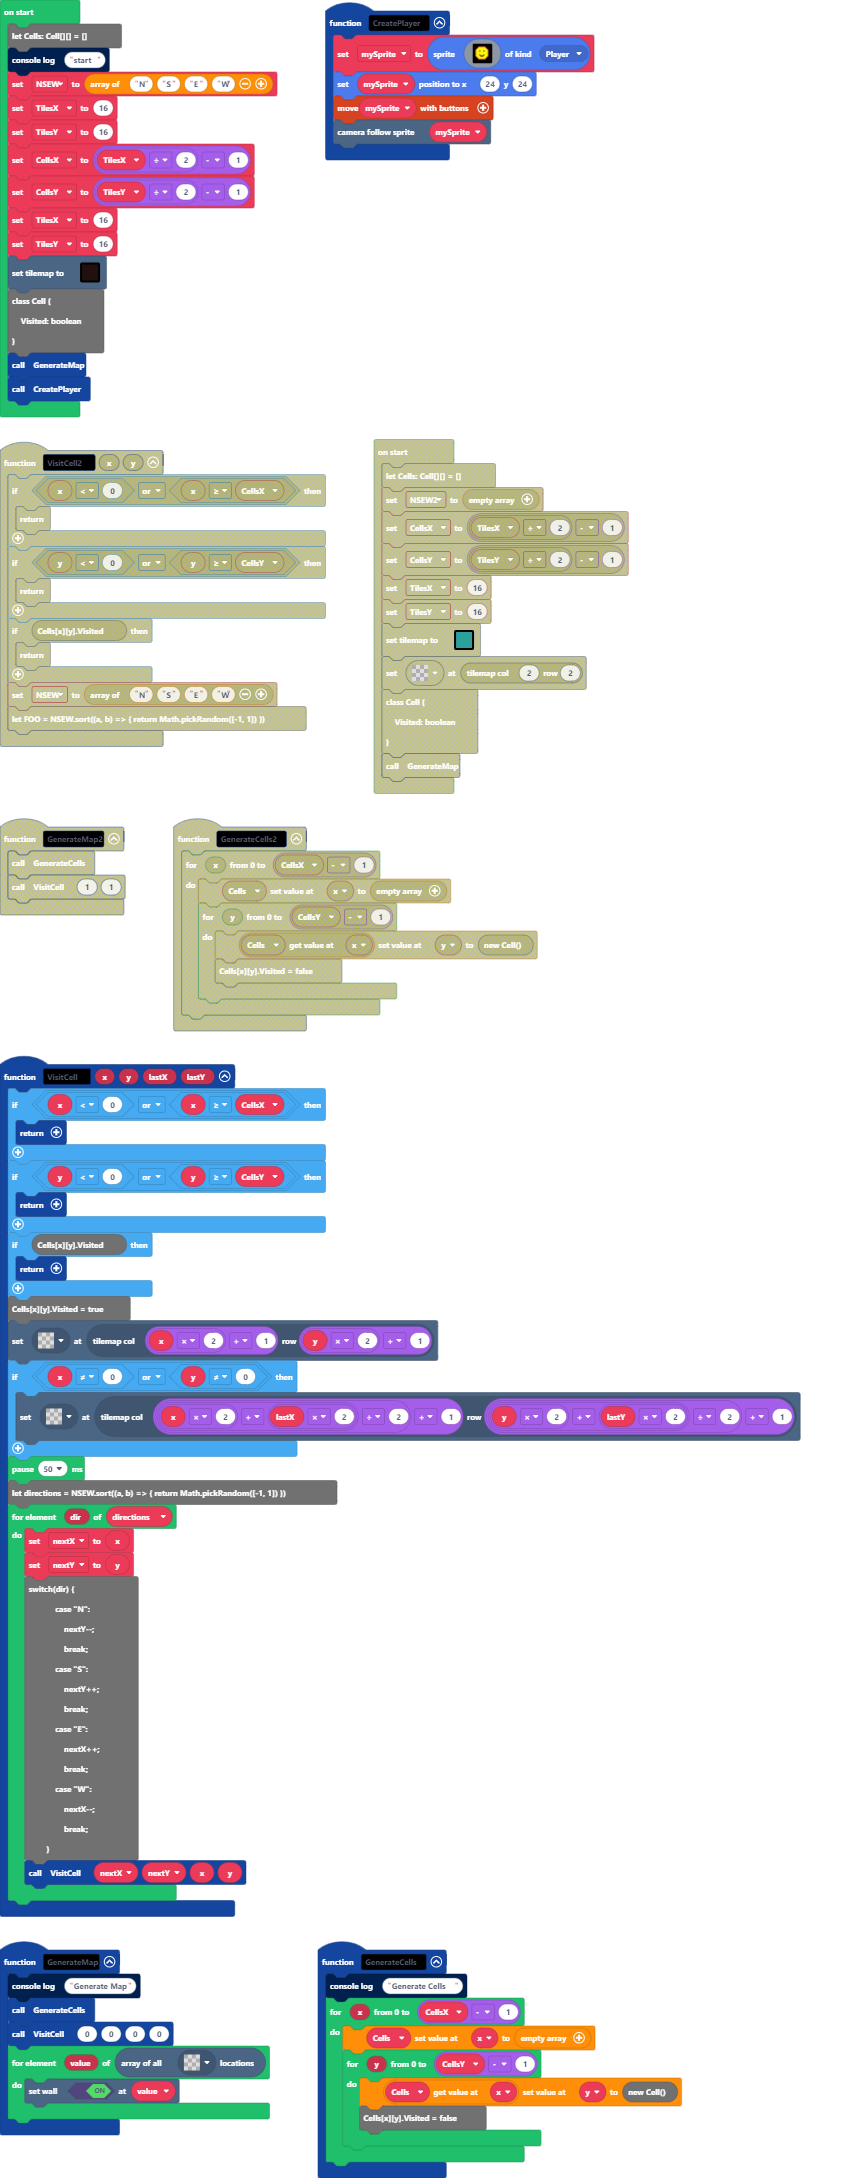 on start
let Cells: Cell[][] = []
console log "start"
set NSEW to array of "N" "S" "E" "W"
set TilesX to 16
set TilesY to 16
set CellsX to TilesX ÷ 2 - 1
set CellsY to TilesY ÷ 2 - 1
set TilesX to 16
set TilesY to 16
set tilemap to
class Cell {
Visited: boolean
}
call GenerateMap
call CreatePlayer
function CreatePlayer
set mySprite to sprite of kind Player
set mySprite position to x 24 y 24
move mySprite with buttons
camera follow sprite mySprite
function VisitCell2 x y
if x < 0 or x ≥ CellsX then
return
if y < 0 or y ≥ CellsY then
return
if Cells[x][y].Visited then
return
set NSEW to array of "N" "S" "E" "W"
let FOO = NSEW.sort((a, b) => { return Math.pickRandom([-1, 1]) })
on start
let Cells: Cell[][] = []
set NSEW2 to empty array
set CellsX to TilesX ÷ 2 - 1
set CellsY to TilesY ÷ 2 - 1
set TilesX to 16
set TilesY to 16
set tilemap to
set at tilemap col 2 row 2
class Cell {
Visited: boolean
}
call GenerateMap
function GenerateMap2
call GenerateCells
call VisitCell 1 1
function GenerateCells2
for x from 0 to CellsX - 1
do Cells set value at x to empty array
for y from 0 to CellsY - 1
do Cells get value at x set value at y to new Cell()
Cells[x][y].Visited = false
function VisitCell x y lastX lastY
if x < 0 or x ≥ CellsX then
return
if y < 0 or y ≥ CellsY then
return
if Cells[x][y].Visited then
return
Cells[x][y].Visited = true
set at tilemap col x × 2 + 1 row y × 2 + 1
if x ≠ 0 or y ≠ 0 then
set at tilemap col x × 2 + lastX × 2 ÷ 2 + 1 row y × 2 + lastY × 2 ÷ 2 + 1
pause 50 ms
let directions = NSEW.sort((a, b) => { return Math.pickRandom([-1, 1]) })
for element dir of directions
do set nextX to x
set nextY to y
switch(dir) {
case "N":
nextY--;
break;
case "S":
nextY++;
break;
case "E":
nextX++;
break;
case "W":
nextX--;
break;
}
call VisitCell nextX nextY x y
function GenerateMap
console log "Generate Map"
call GenerateCells
call VisitCell 0 0 0 0
for element value of array of all locations
do set wall ON at value
function GenerateCells
console log "Generate Cells"
for x from 0 to CellsX - 1
do Cells set value at x to empty array
for y from 0 to CellsY - 1
do Cells get value at x set value at y to new Cell()
Cells[x][y].Visited = false